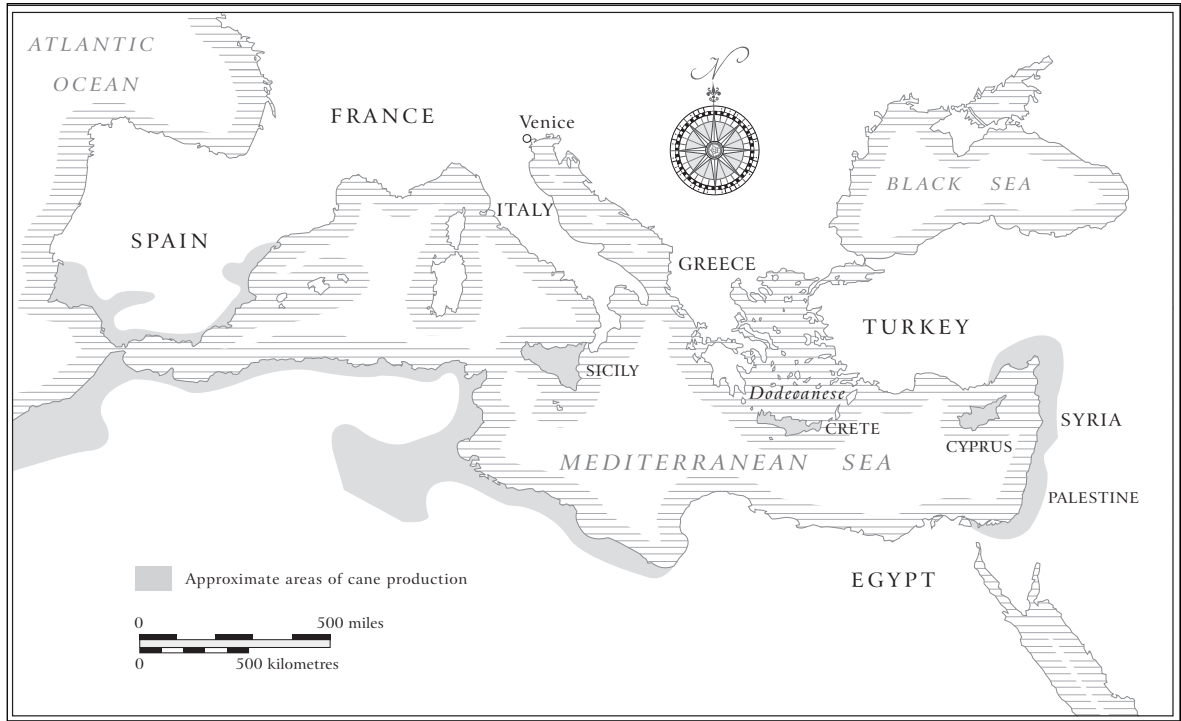 ATLANTIC
OCEAN
N
FRANCE
Venice
BLACK SEA
ITALY
SPAIN
GREECE
TURKEY
SICILY
Dodecanese
CRETE
SYRIA
CYPRUS
MEDITERRANEAN SEA
PALESTINE
EGYPT
Approximate areas of cane production
0 500 miles
0 500 kilometres